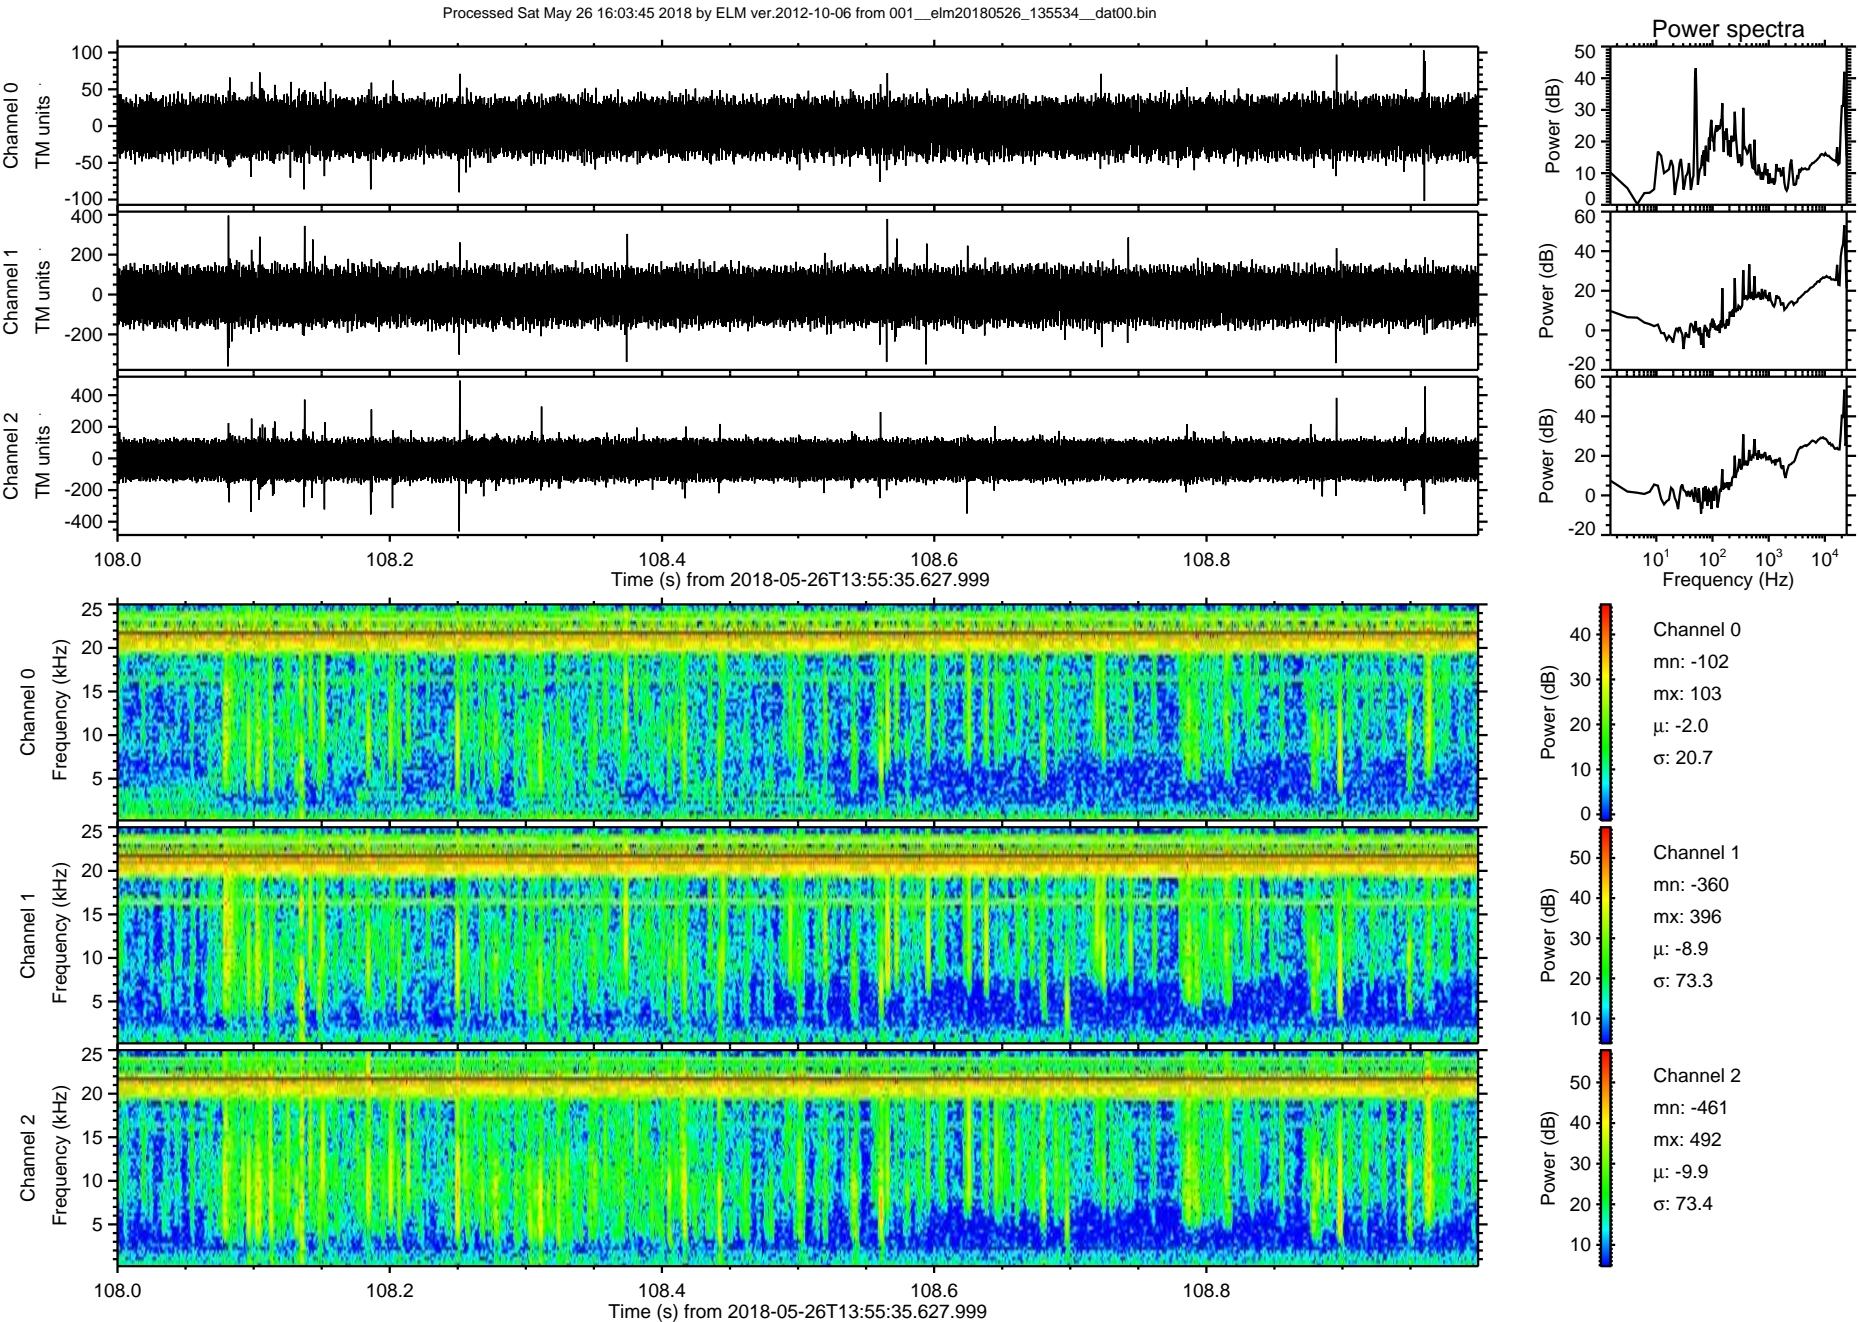 Processed Sat May 26 16:03:45 2018 by ELM ver.2012-10-06 from 001__elm20180526_135534__dat00.bin
Power spectra
Channel 0
TM units
100
50
0
-50
-100
Power (dB)
50
40
30
20
10
0
Channel 1
TM units
400
200
0
-200
Power (dB)
60
40
20
0
-20
Channel 2
TM units
400
200
0
-200
-400
Power (dB)
60
40
20
0
-20
108.0 108.2 108.4 108.6 108.8
Time (s) from 2018-05-26T13:55:35.627.999
10¹ 10² 10³ 10⁴
Frequency (Hz)
Channel 0
Frequency (kHz)
25
20
15
10
5
Power (dB)
40
30
20
10
0
Channel 0
mn: -102
mx: 103
μ: -2.0
σ: 20.7
Channel 1
Frequency (kHz)
25
20
15
10
5
Power (dB)
50
40
30
20
10
Channel 1
mn: -360
mx: 396
μ: -8.9
σ: 73.3
Channel 2
Frequency (kHz)
25
20
15
10
5
Power (dB)
50
40
30
20
10
Channel 2
mn: -461
mx: 492
μ: -9.9
σ: 73.4
108.0 108.2 108.4 108.6 108.8
Time (s) from 2018-05-26T13:55:35.627.999